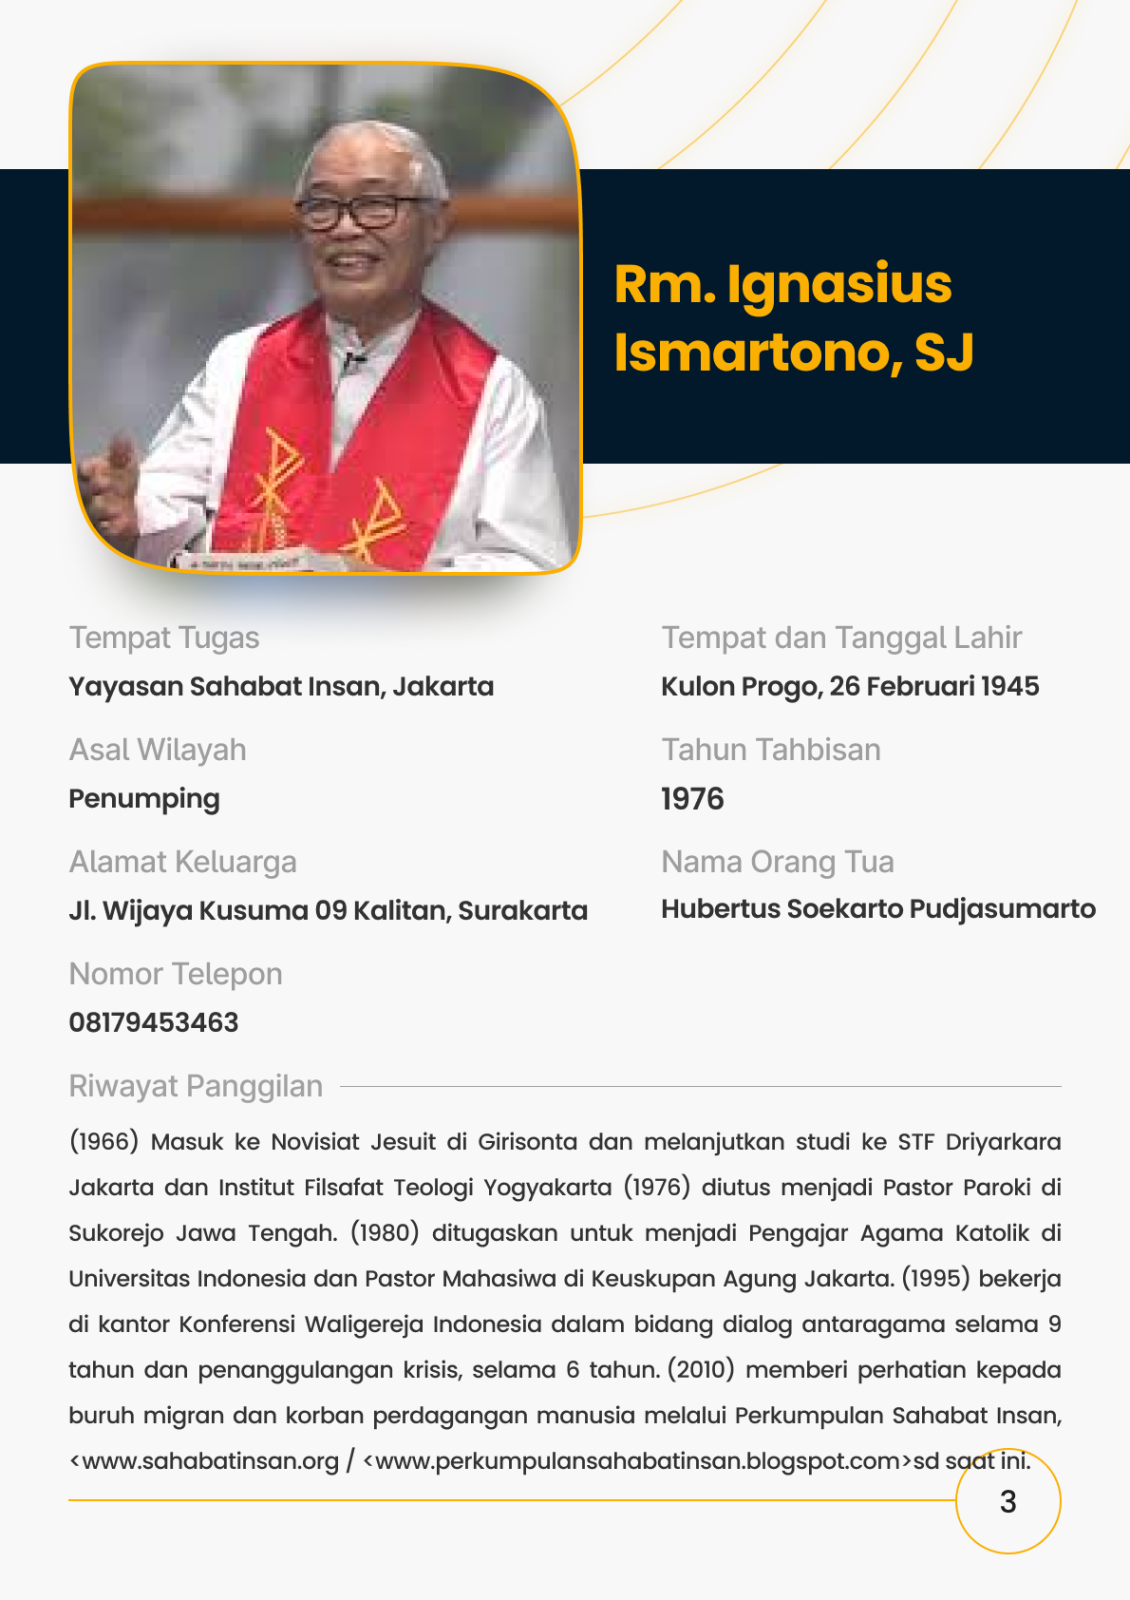 Rm. Ignasius
Ismartono, SJ
Tempat Tugas
Yayasan Sahabat Insan, Jakarta
Tempat dan Tanggal Lahir
Kulon Progo, 26 Februari 1945
Asal Wilayah
Penumping
Tahun Tahbisan
1976
Alamat Keluarga
Jl. Wijaya Kusuma 09 Kalitan, Surakarta
Nama Orang Tua
Hubertus Soekarto Pudjasumarto
Nomor Telepon
08179453463
Riwayat Panggilan
(1966) Masuk ke Novisiat Jesuit di Girisonta dan melanjutkan studi ke STF Driyarkara
Jakarta dan Institut Filsafat Teologi Yogyakarta (1976) diutus menjadi Pastor Paroki di
Sukorejo Jawa Tengah. (1980) ditugaskan untuk menjadi Pengajar Agama Katolik di
Universitas Indonesia dan Pastor Mahasiwa di Keuskupan Agung Jakarta. (1995) bekerja
di kantor Konferensi Waligereja Indonesia dalam bidang dialog antaragama selama 9
tahun dan penanggulangan krisis, selama 6 tahun. (2010) memberi perhatian kepada
buruh migran dan korban perdagangan manusia melalui Perkumpulan Sahabat Insan,
<www.sahabatinsan.org / <www.perkumpulansahabatinsan.blogspot.com>sd saat ini.
3